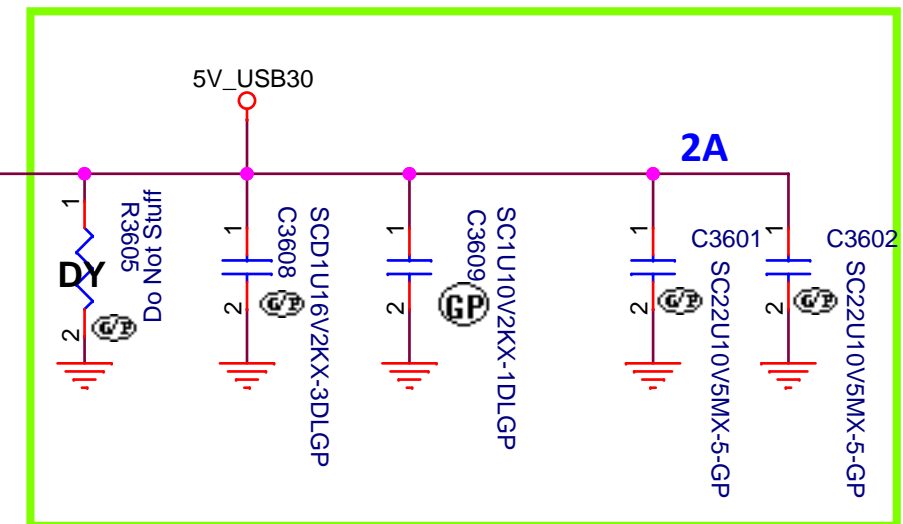 5V_USB30
2A
1
Do Not Stuff
R3605
DY
2
G/P
1
SCD1U16V2KX-3DLGP
C3608
2
G/P
1
SC1U10V2KX-1DLGP
C3609
2
GP
1
C3601
SC22U10V5MX-5-GP
2
G/P
1
C3602
SC22U10V5MX-5-GP
2
G/P